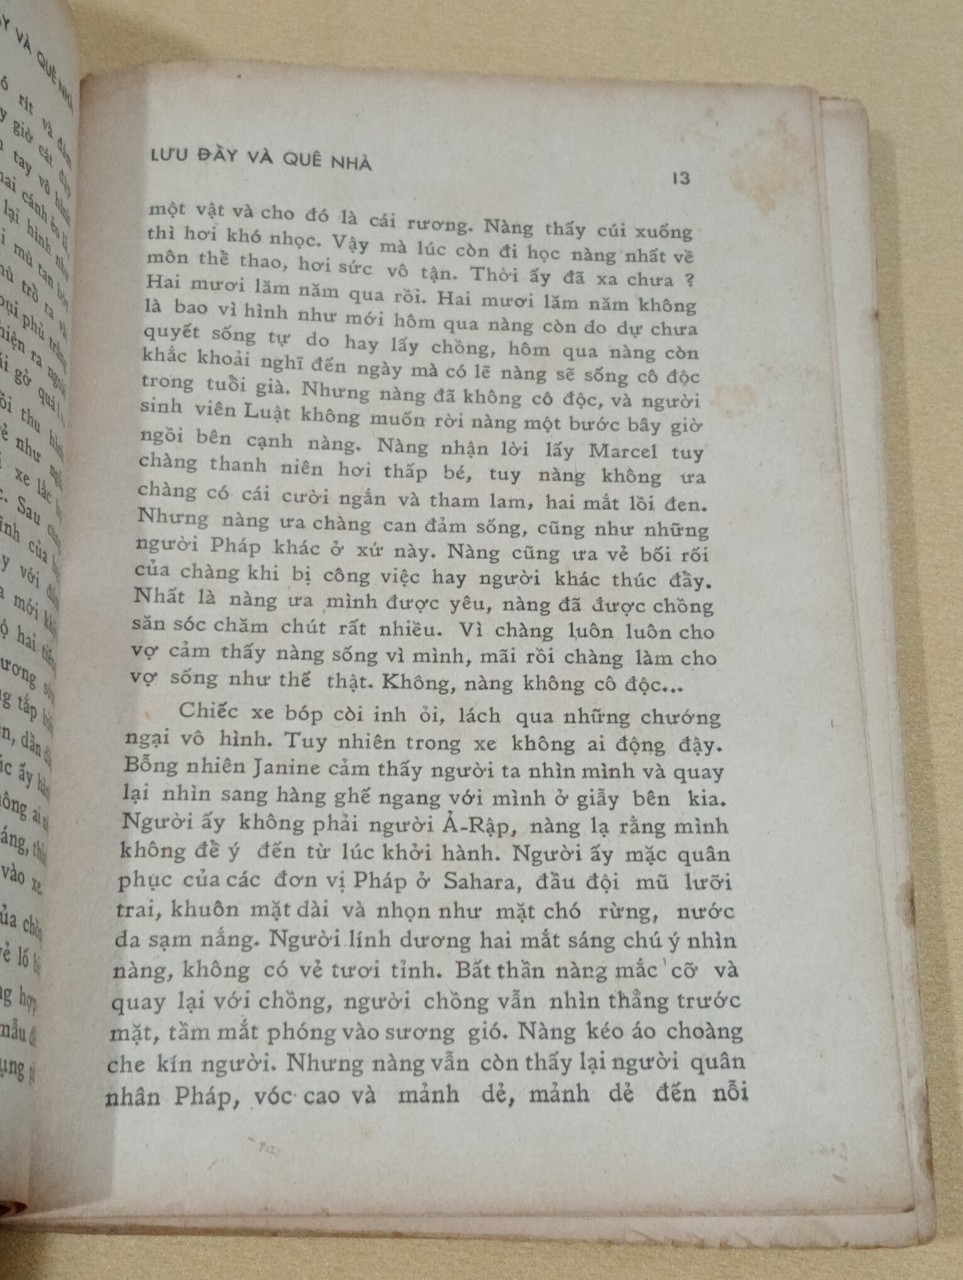 LƯU ĐẦY VÀ QUÊ NHÀ
13
một vật và cho đó là cái rương. Nàng thấy cúi xuống
thì hơi khó nhọc. Vậy mà lúc còn đi học nàng nhất về
môn thể thao, hơi sức vô tận. Thời ấy đã xa chưa ?
Hai mươi lăm năm qua rồi. Hai mươi lăm năm không
là bao vì hình như mới hôm qua nàng còn do dự chưa
quyết sống tự do hay lấy chồng, hôm qua nàng còn
khắc khoải nghĩ đến ngày mà có lẽ nàng sẽ sống cô độc
trong tuổi già. Nhưng nàng đã không cô độc, và người
sinh viên Luật không muốn rời nàng một bước bây giờ
ngồi bên cạnh nàng. Nàng nhận lời lấy Marcel tuy
chàng thanh niên hơi thấp bé, tuy nàng không ưa
chàng có cái cười ngắn và tham lam, hai mắt lồi đen.
Nhưng nàng ưa chàng can đảm sống, cũng như những
người Pháp khác ở xứ này. Nàng cũng ưa vẻ bối rối
của chàng khi bị công việc hay người khác thúc đẩy.
Nhất là nàng ưa mình được yêu, nàng đã được chồng
săn sóc chăm chút rất nhiều. Vì chàng luôn luôn cho
vợ cảm thấy nàng sống vì mình, mãi rồi chàng làm cho
vợ sống như thế thật. Không, nàng không cô độc...
Chiếc xe bóp còi inh ỏi, lách qua những chướng
ngại vô hình. Tuy nhiên trong xe không ai động đậy.
Bỗng nhiên Janine cảm thấy người ta nhìn mình và quay
lại nhìn sang hàng ghế ngang với mình ở giẫy bên kia.
Người ấy không phải người Ả-Rập, nàng lạ rằng mình
không để ý đến từ lúc khởi hành. Người ấy mặc quân
phục của các đơn vị Pháp ở Sahara, đầu đội mũ lưỡi
trai, khuôn mặt dài và nhọn như mặt chó rừng, nước
da sạm nắng. Người lính dương hai mắt sáng chú ý nhìn
nàng, không có vẻ tươi tỉnh. Bất thần nàng mắc cỡ và
quay lại với chồng, người chồng vẫn nhìn thẳng trước
mặt, tầm mắt phóng vào sương gió. Nàng kéo áo choàng
che kín người. Nhưng nàng vẫn còn thấy lại người quân
nhân Pháp, vóc cao và mảnh dẻ, mảnh dẻ đến nỗi